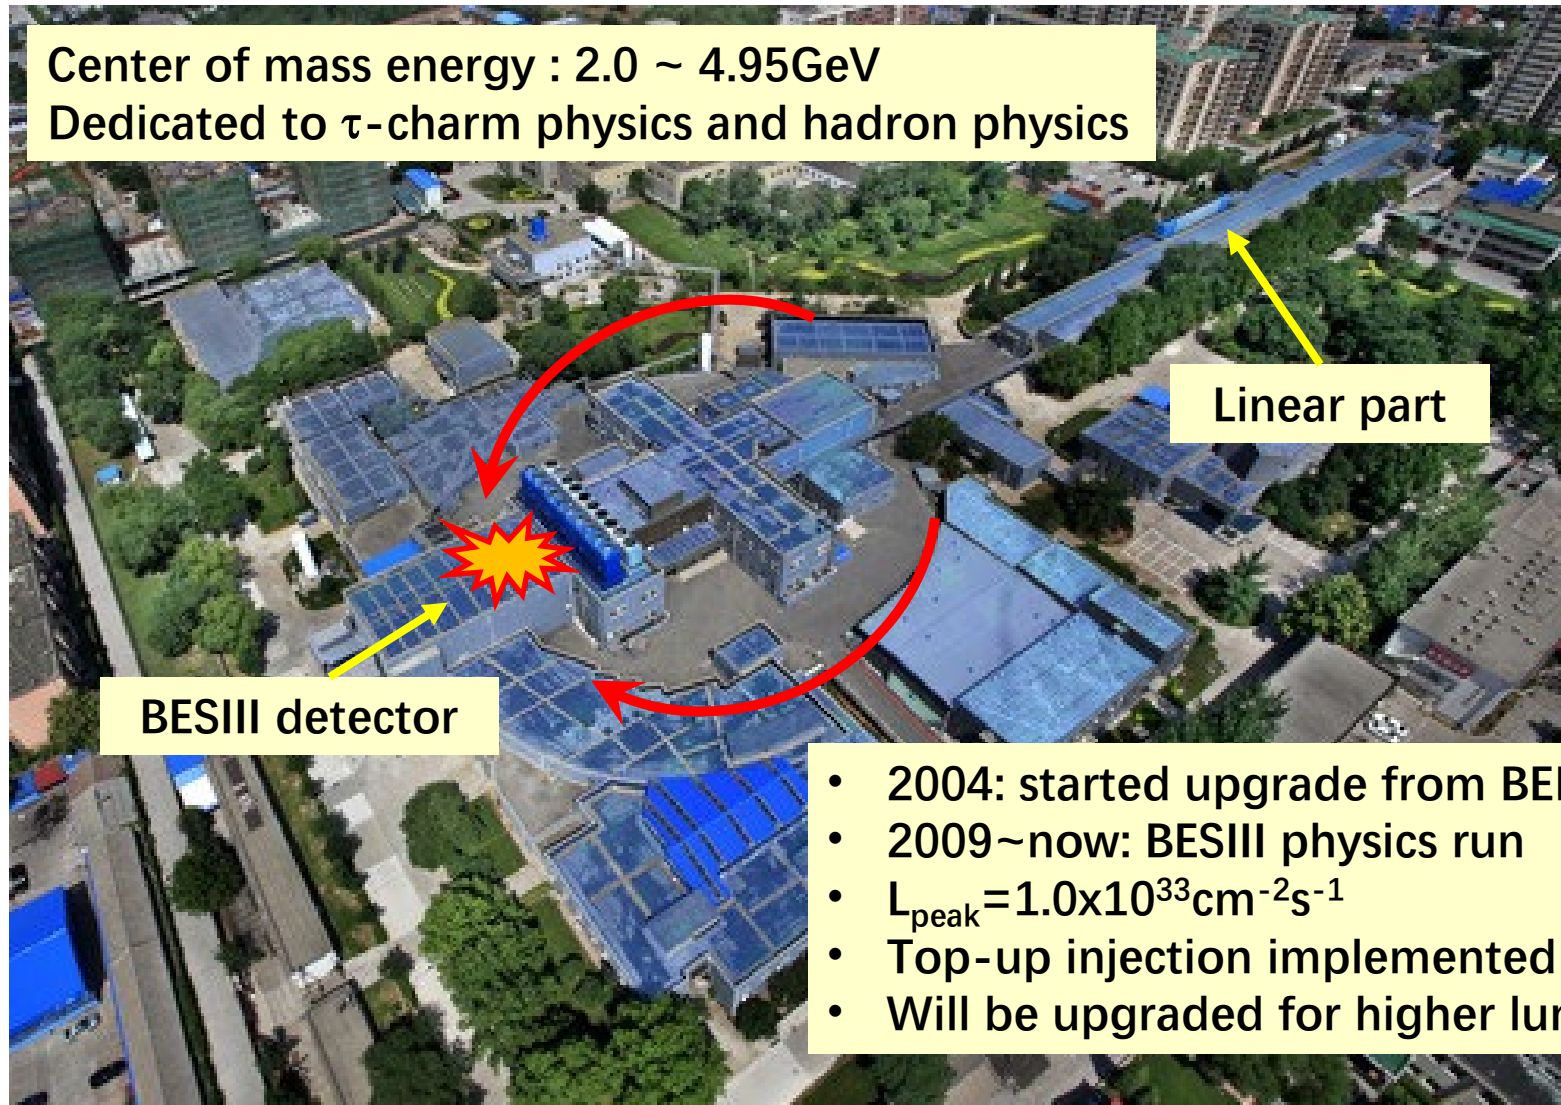 Center of mass energy : 2.0 ~ 4.95GeV
Dedicated to τ-charm physics and hadron physics
Linear part
BESIII detector
• 2004: started upgrade from
• 2009~now: BESIII physics run
• Lpeak=1.0x10³³cm⁻²s⁻¹
• Top-up injection implemented
• Will be upgraded for higher